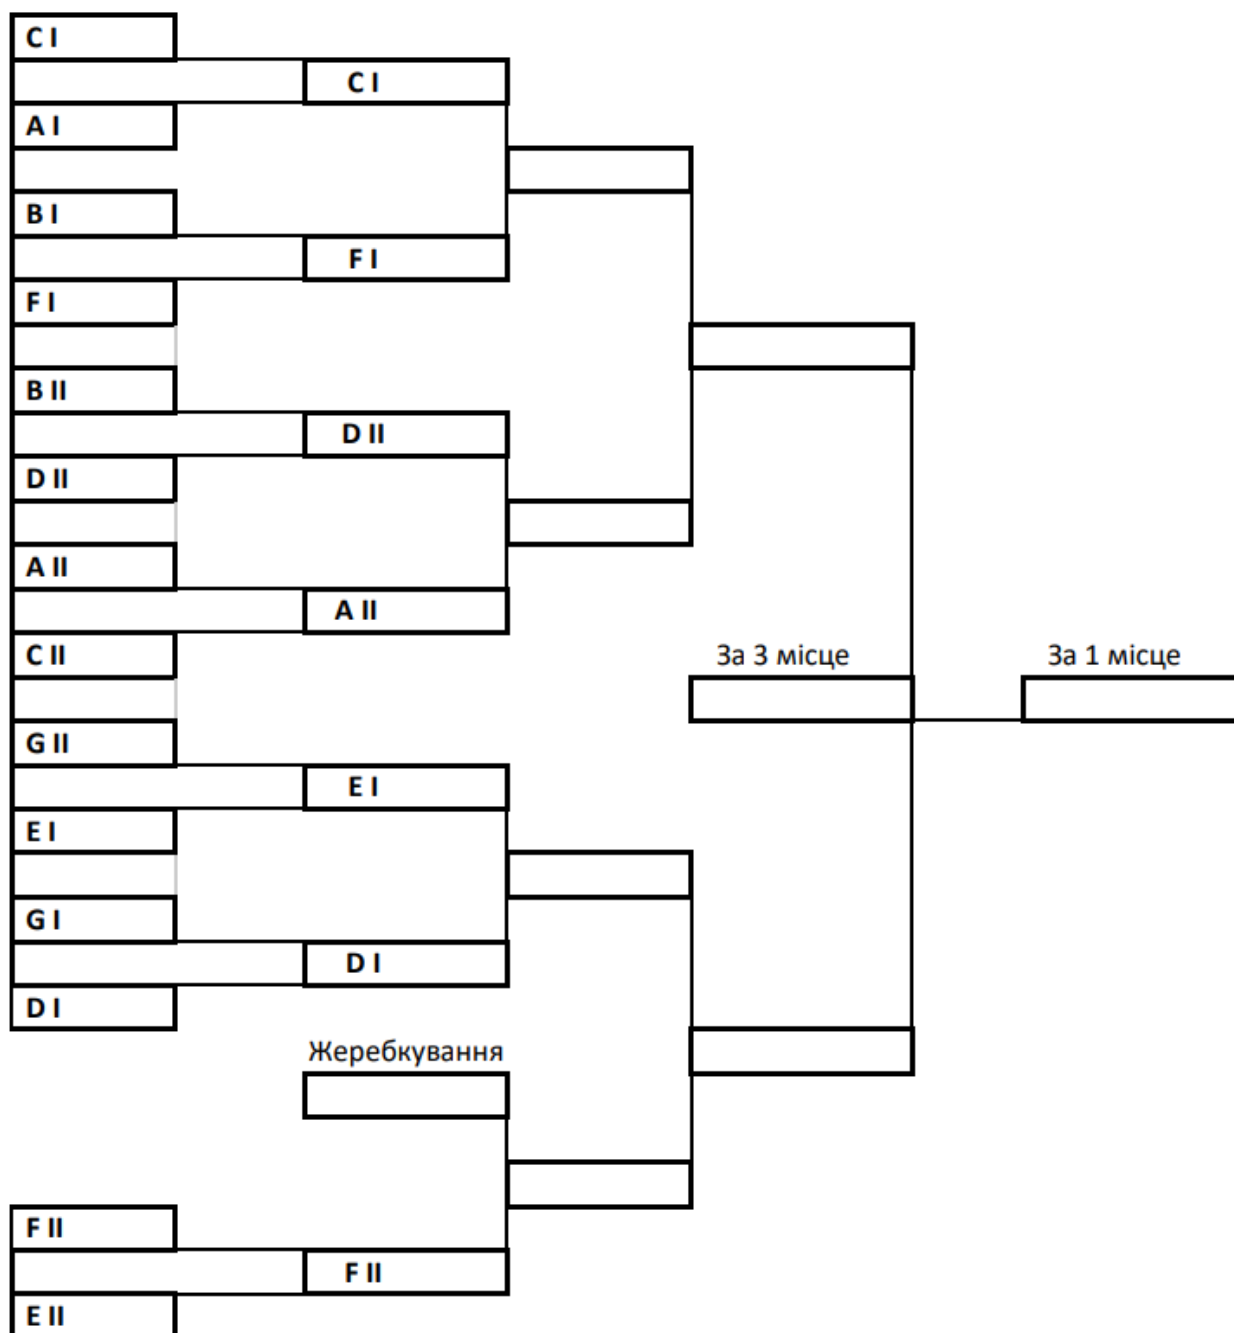 C I
C I
A I
B I
F I
F I
B II
D II
D II
A II
A II
C II
За 3 місце
За 1 місце
G II
E I
E I
G I
D I
D I
Жеребкування
F II
F II
E II